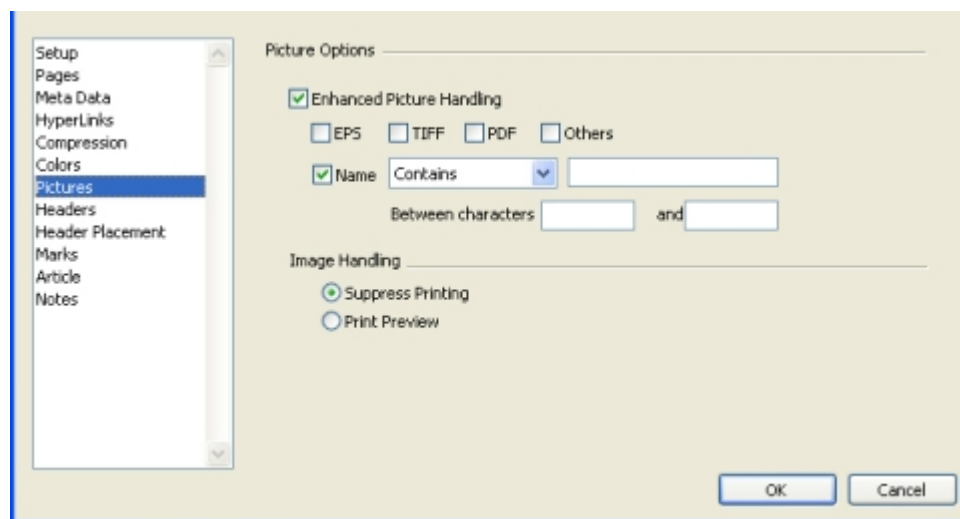 Setup
Pages
Meta Data
HyperLinks
Compression
Colors
Pictures
Headers
Header Placement
Marks
Article
Notes
Picture Options
Enhanced Picture Handling
EPS TIFF PDF Others
Name Contains
Between characters and
Image Handling
Suppress Printing
Print Preview
OK Cancel